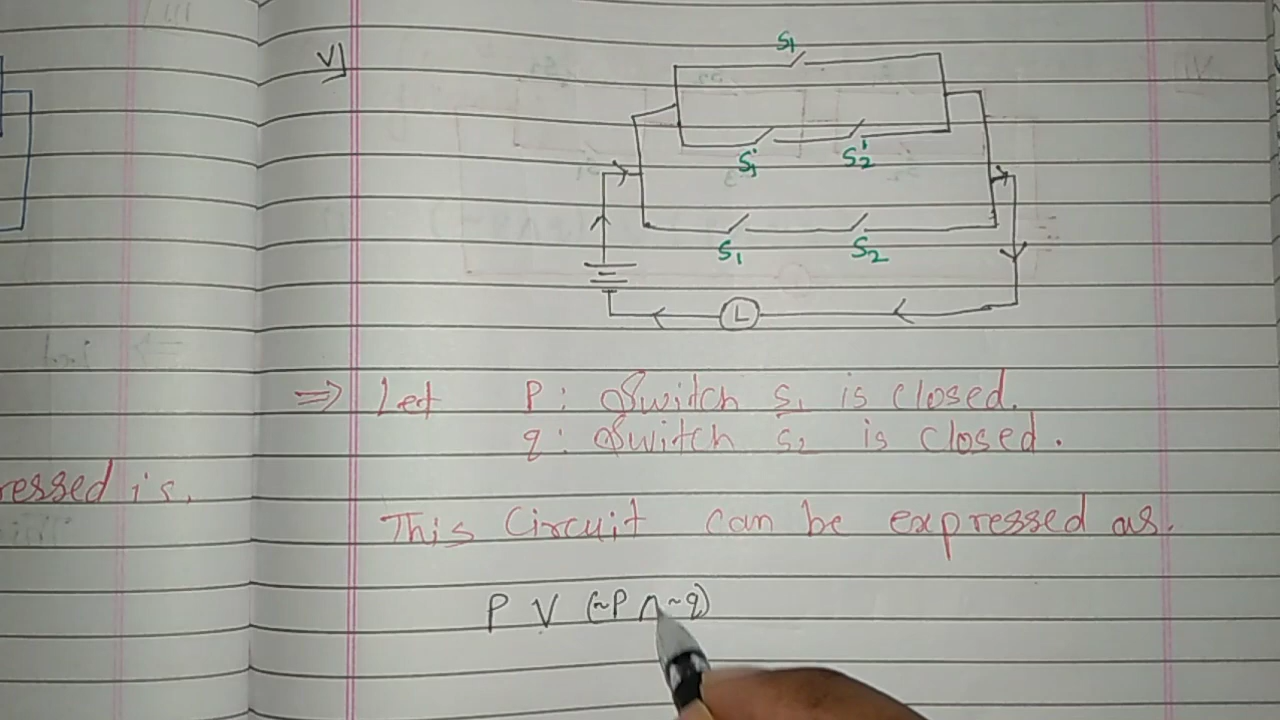 V)
S1
S1' S2'
S1 S2
L
⇒ Let P: Switch S1 is closed.
q: Switch S2 is closed.
ressed is.
This Circuit can be expressed as.
P V (~P ∧ ~q)